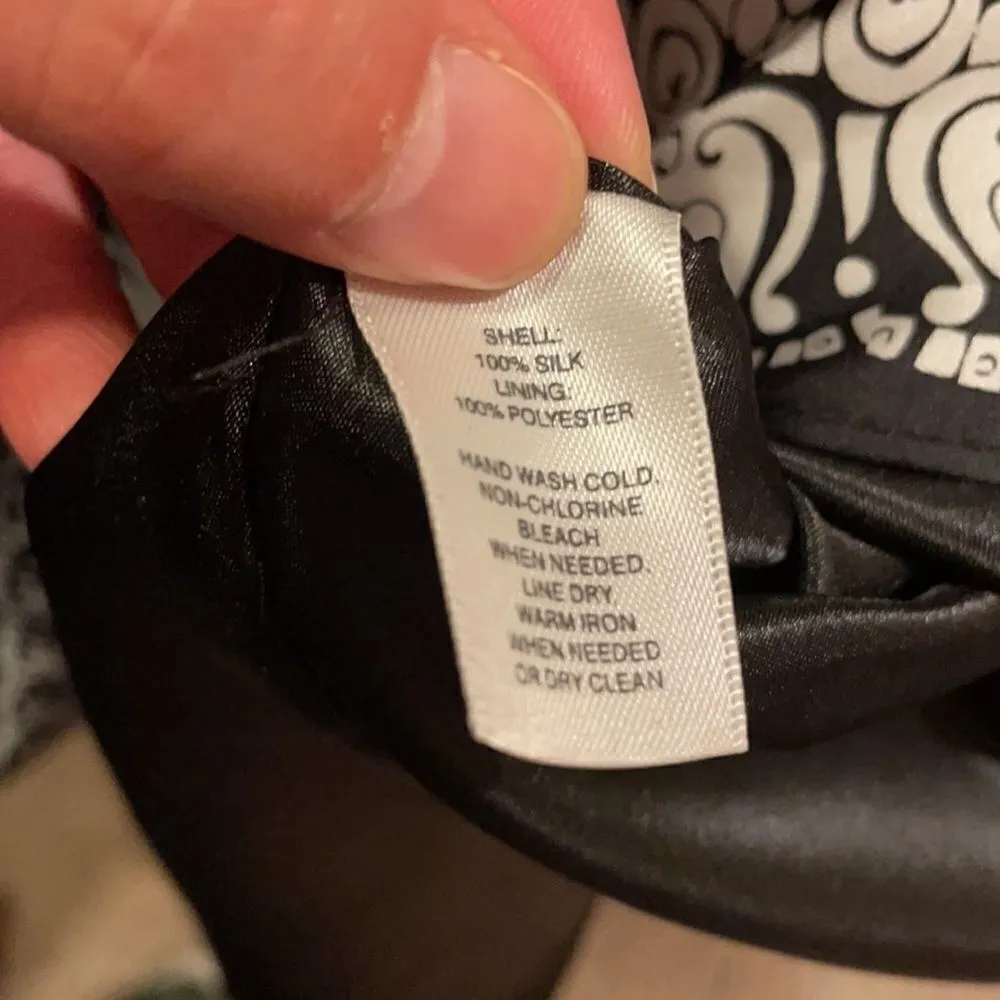 SHELL:
100% SILK
LINING:
100% POLYESTER
HAND WASH COLD.
NON-CHLORINE
BLEACH
WHEN NEEDED.
LINE DRY
WARM IRON
WHEN NEEDED
OR DRY CLEAN